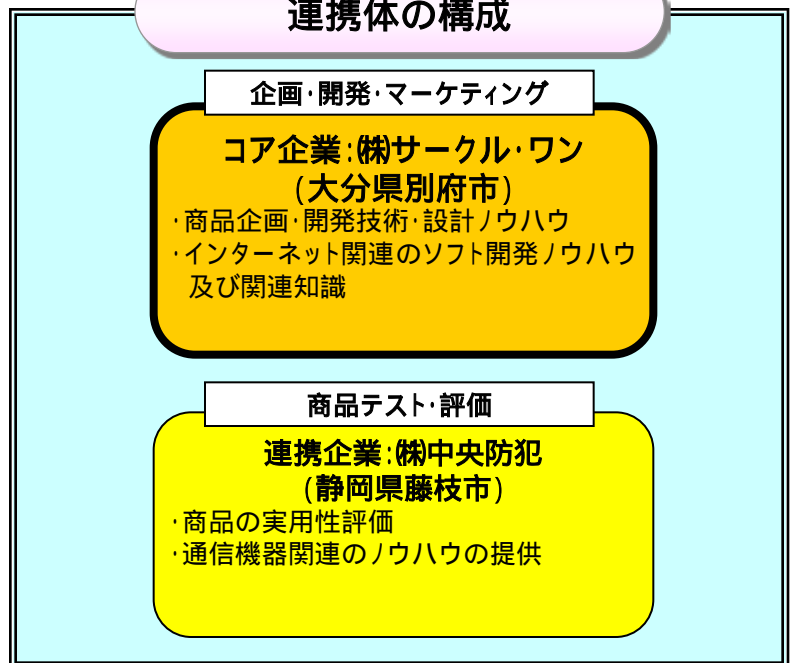 連携体の構成
企画・開発・マーケティング
コア企業:㈱サークル・ワン
(大分県別府市)
・商品企画・開発技術・設計ノウハウ
・インターネット関連のソフト開発ノウハウ
及び関連知識
商品テスト・評価
連携企業:㈱中央防犯
(静岡県藤枝市)
・商品の実用性評価
・通信機器関連のノウハウの提供